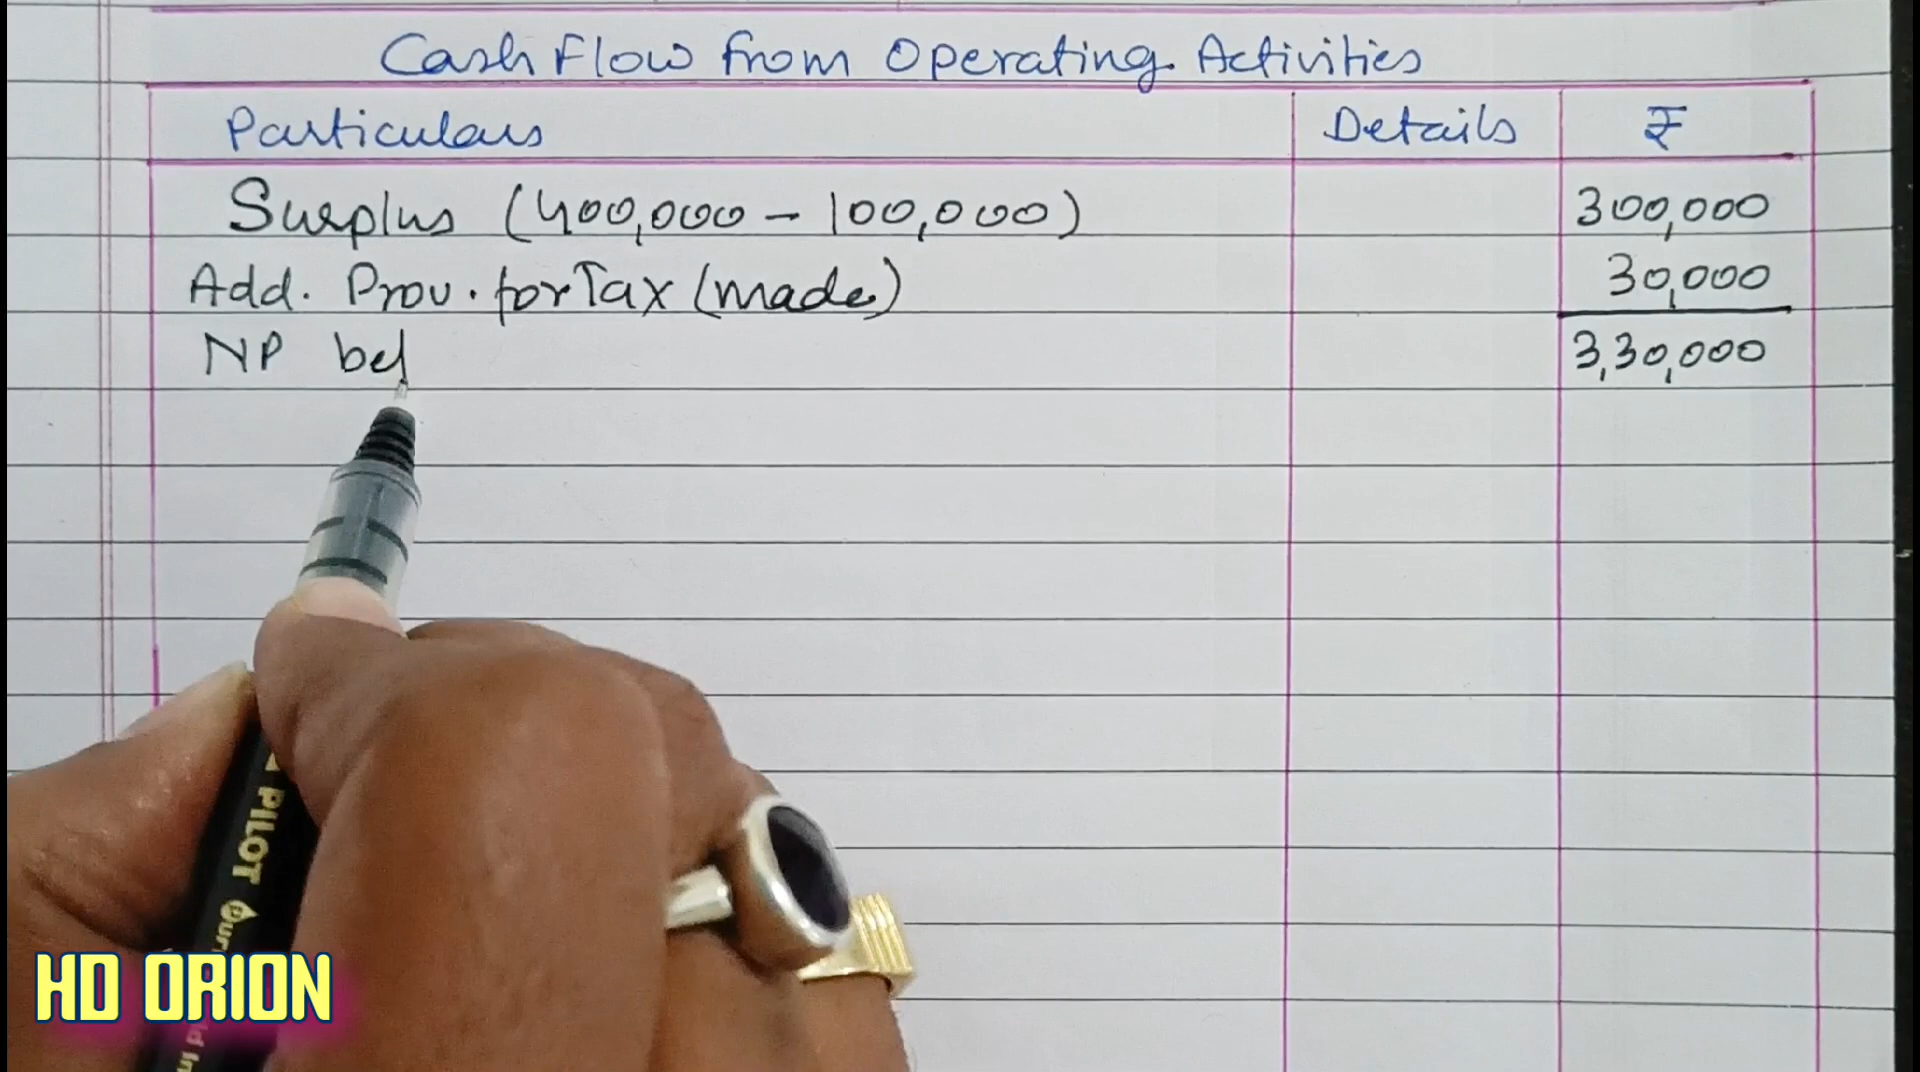 Cash Flow from Operating Activities
Particulars Details ₹
Surplus (400,000 - 100,000) 300,000
Add. Prov. for Tax (made) 30,000
NP bef 3,30,000
PILOT
HD ORION